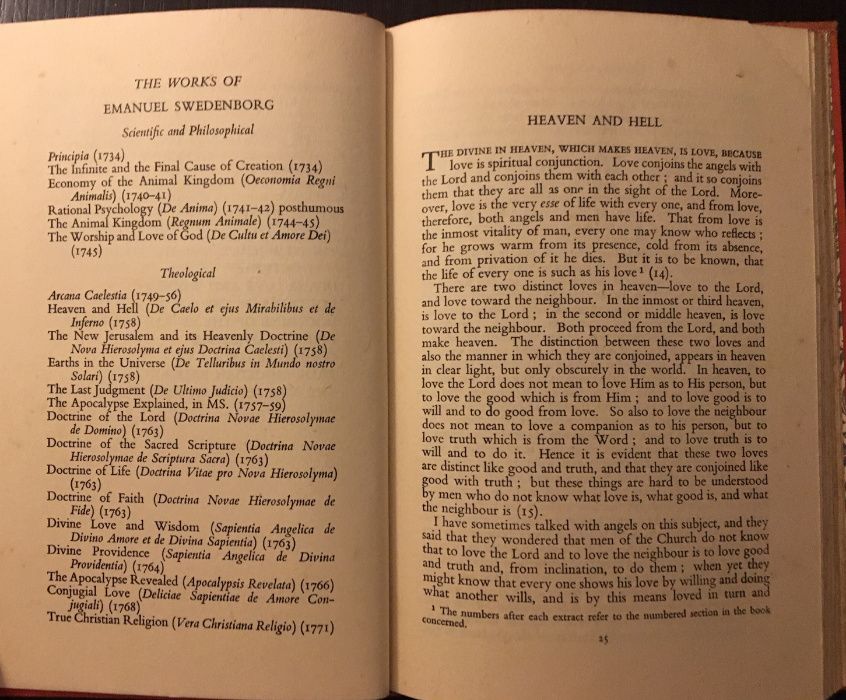 THE WORKS OF
EMANUEL SWEDENBORG
Scientific and Philosophical
Principia (1734)
The Infinite and the Final Cause of Creation (1734)
Economy of the Animal Kingdom (Oeconomia Regni
Animalis) (1740–41)
Rational Psychology (De Anima) (1741–42) posthumous
The Animal Kingdom (Regnum Animale) (1744–45)
The Worship and Love of God (De Cultu et Amore Dei)
(1745)
Theological
Arcana Caelestia (1749–56)
Heaven and Hell (De Caelo et ejus Mirabilibus et de
Inferno (1758)
The New Jerusalem and its Heavenly Doctrine (De
Nova Hierosolyma et ejus Doctrina Caelesti) (1758)
Earths in the Universe (De Telluribus in Mundo nostro
Solari) (1758)
The Last Judgment (De Ultimo Judicio) (1758)
The Apocalypse Explained, in MS. (1757–59)
Doctrine of the Lord (Doctrina Novae Hierosolymae
de Domino) (1763)
Doctrine of the Sacred Scripture (Doctrina Novae
Hierosolymae de Scriptura Sacra) (1763)
Doctrine of Life (Doctrina Vitae pro Nova Hierosolyma)
(1763)
Doctrine of Faith (Doctrina Novae Hierosolymae de
Fide) (1763)
Divine Love and Wisdom (Sapientia Angelica de
Divino Amore et de Divina Sapientia) (1763)
Divine Providence (Sapientia Angelica de Divina
Providentia) (1764)
The Apocalypse Revealed (Apocalypsis Revelata) (1766)
Conjugial Love (Deliciae Sapientiae de Amore Con-
jugiali) (1768)
True Christian Religion (Vera Christiana Religio) (1771)
HEAVEN AND HELL
THE DIVINE IN HEAVEN, WHICH MAKES HEAVEN, IS LOVE, BECAUSE
love is spiritual conjunction. Love conjoins the angels with
the Lord and conjoins them with each other; and it so conjoins
them that they are all as one in the sight of the Lord. More-
over, love is the very esse of life with every one, and from love,
therefore, both angels and men have life. That from love is
the inmost vitality of man, every one may know who reflects;
for he grows warm from its presence, cold from its absence,
and from privation of it he dies. But it is to be known, that
the life of every one is such as his love¹ (14).
There are two distinct loves in heaven—love to the Lord,
and love toward the neighbour. In the inmost or third heaven,
is love to the Lord; in the second or middle heaven, is love
toward the neighbour. Both proceed from the Lord, and both
make heaven. The distinction between these two loves and
also the manner in which they are conjoined, appears in heaven
in clear light, but only obscurely in the world. In heaven, to
love the Lord does not mean to love Him as to His person, but
to love the good which is from Him; and to love good is to
will and to do good from love. So also to love the neighbour
does not mean to love a companion as to his person, but to
love truth which is from the Word; and to love truth is to
will and to do it. Hence it is evident that these two loves
are distinct like good and truth, and that they are conjoined like
good with truth; but these things are hard to be understood
by men who do not know what love is, what good is, and what
the neighbour is (15).
I have sometimes talked with angels on this subject, and they
said that they wondered that men of the Church do not know
that to love the Lord and to love the neighbour is to love good
and truth and, from inclination, to do them; when yet they
might know that every one shows his love by willing and doing
what another wills, and is by this means loved in turn and
¹ The numbers after each extract refer to the numbered section in the book
concerned.
25